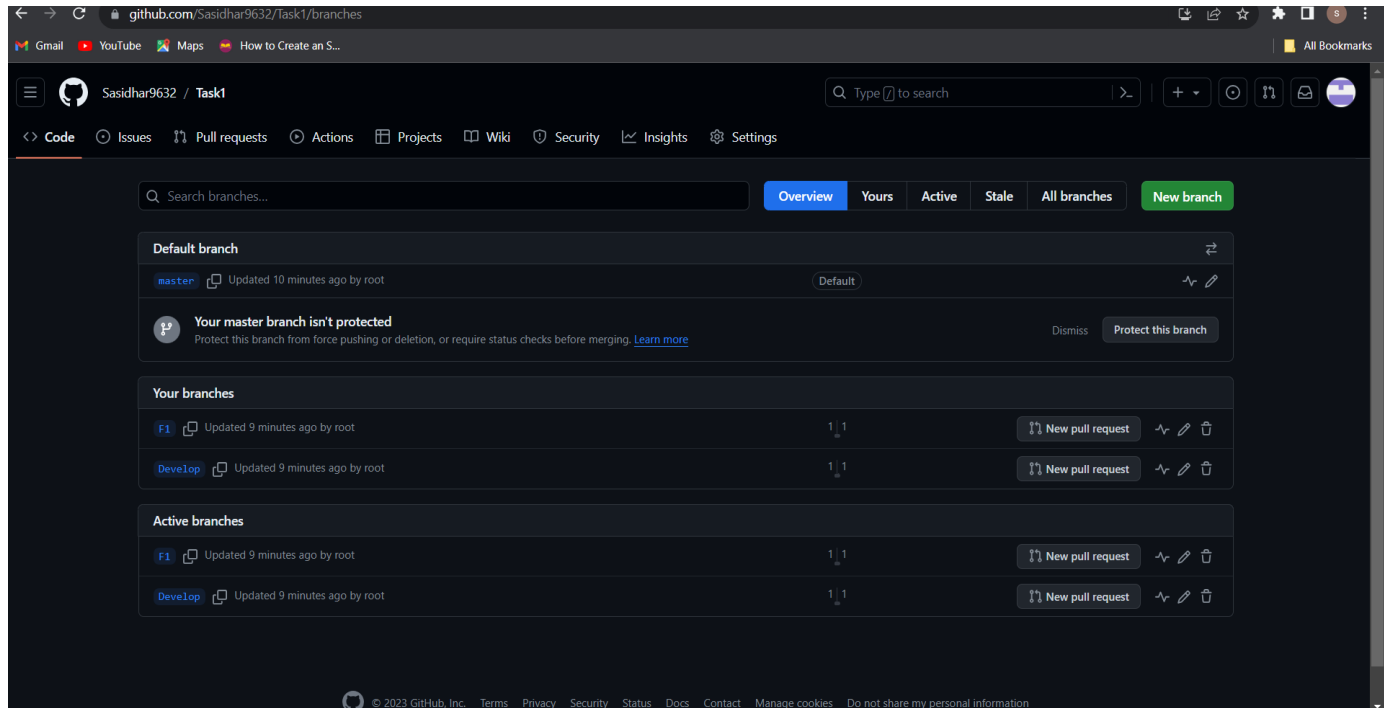 github.com/Sasidhar9632/Task1/branches
S
Gmail YouTube Maps How to Create an S... All Bookmarks
Sasidhar9632 / Task1 Type / to search
Code Issues Pull requests Actions Projects Wiki Security Insights Settings
Search branches... Overview Yours Active Stale All branches New branch
Default branch
master Updated 10 minutes ago by root Default
Your master branch isn't protected
Protect this branch from force pushing or deletion, or require status checks before merging. Learn more Dismiss Protect this branch
Your branches
F1 Updated 9 minutes ago by root 1 1 New pull request
Develop Updated 9 minutes ago by root 1 1 New pull request
Active branches
F1 Updated 9 minutes ago by root 1 1 New pull request
Develop Updated 9 minutes ago by root 1 1 New pull request
© 2023 GitHub, Inc. Terms Privacy Security Status Docs Contact Manage cookies Do not share my personal information